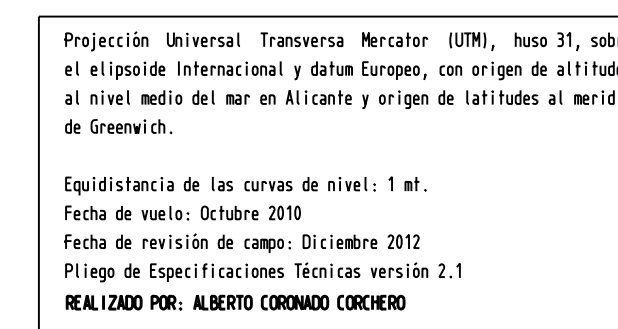 Projección Universal Transversa Mercator (UTM), huso 31, sobr
el elipsoide Internacional y datum Europeo, con origen de altitude
al nivel medio del mar en Alicante y origen de latitudes al merid
de Greenwich.
Equidistancia de las curvas de nivel: 1 mt.
Fecha de vuelo: Octubre 2010
Fecha de revisión de campo: Diciembre 2012
Pliego de Especificaciones Técnicas versión 2.1
REALIZADO POR: ALBERTO CORONADO CORCHERO